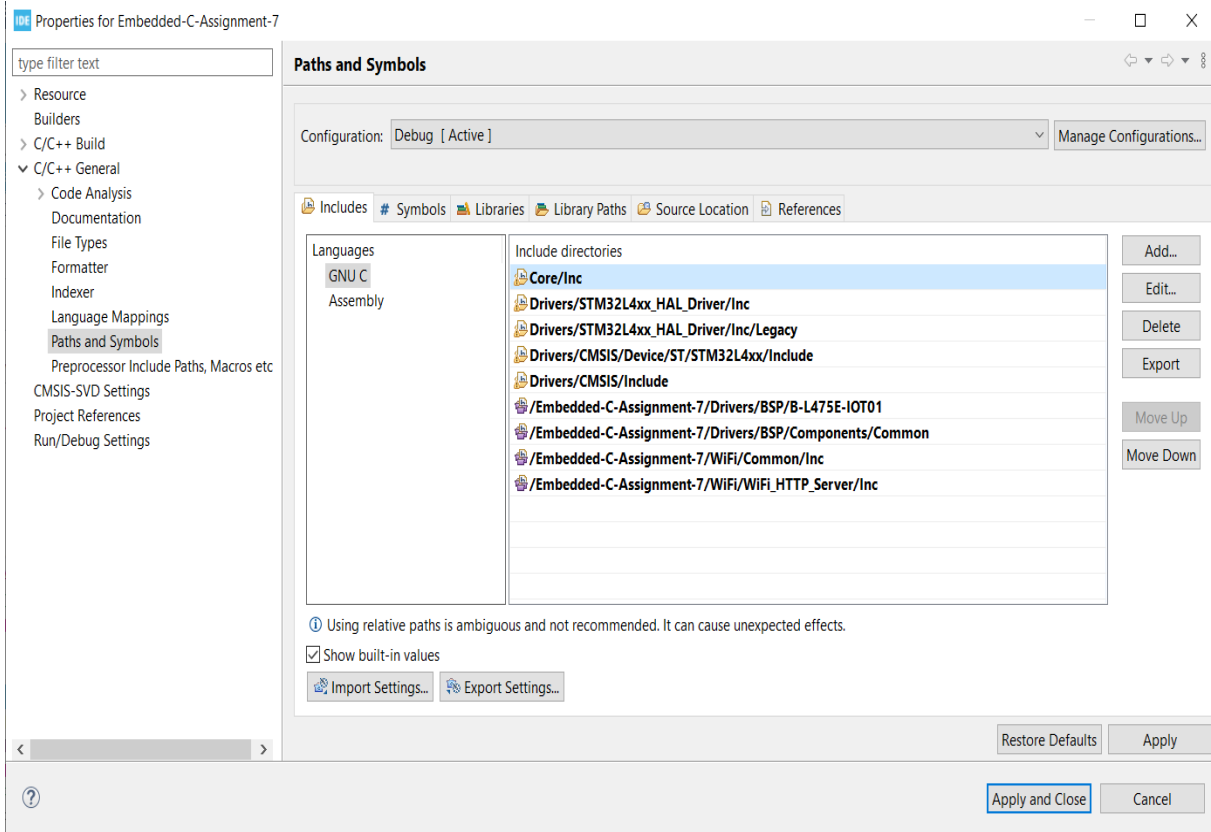 IDE Properties for Embedded-C-Assignment-7
type filter text
Resource
Builders
C/C++ Build
C/C++ General
Code Analysis
Documentation
File Types
Formatter
Indexer
Language Mappings
Paths and Symbols
Preprocessor Include Paths, Macros etc
CMSIS-SVD Settings
Project References
Run/Debug Settings
Paths and Symbols
Configuration: Debug [ Active ] Manage Configurations...
Includes # Symbols Libraries Library Paths Source Location References
Languages
GNU C
Assembly
Include directories
Core/Inc
Drivers/STM32L4xx_HAL_Driver/Inc
Drivers/STM32L4xx_HAL_Driver/Inc/Legacy
Drivers/CMSIS/Device/ST/STM32L4xx/Include
Drivers/CMSIS/Include
/Embedded-C-Assignment-7/Drivers/BSP/B-L475E-IOT01
/Embedded-C-Assignment-7/Drivers/BSP/Components/Common
/Embedded-C-Assignment-7/WiFi/Common/Inc
/Embedded-C-Assignment-7/WiFi/WiFi_HTTP_Server/Inc
Add...
Edit...
Delete
Export
Move Up
Move Down
Using relative paths is ambiguous and not recommended. It can cause unexpected effects.
Show built-in values
Import Settings... Export Settings...
Restore Defaults Apply
Apply and Close Cancel